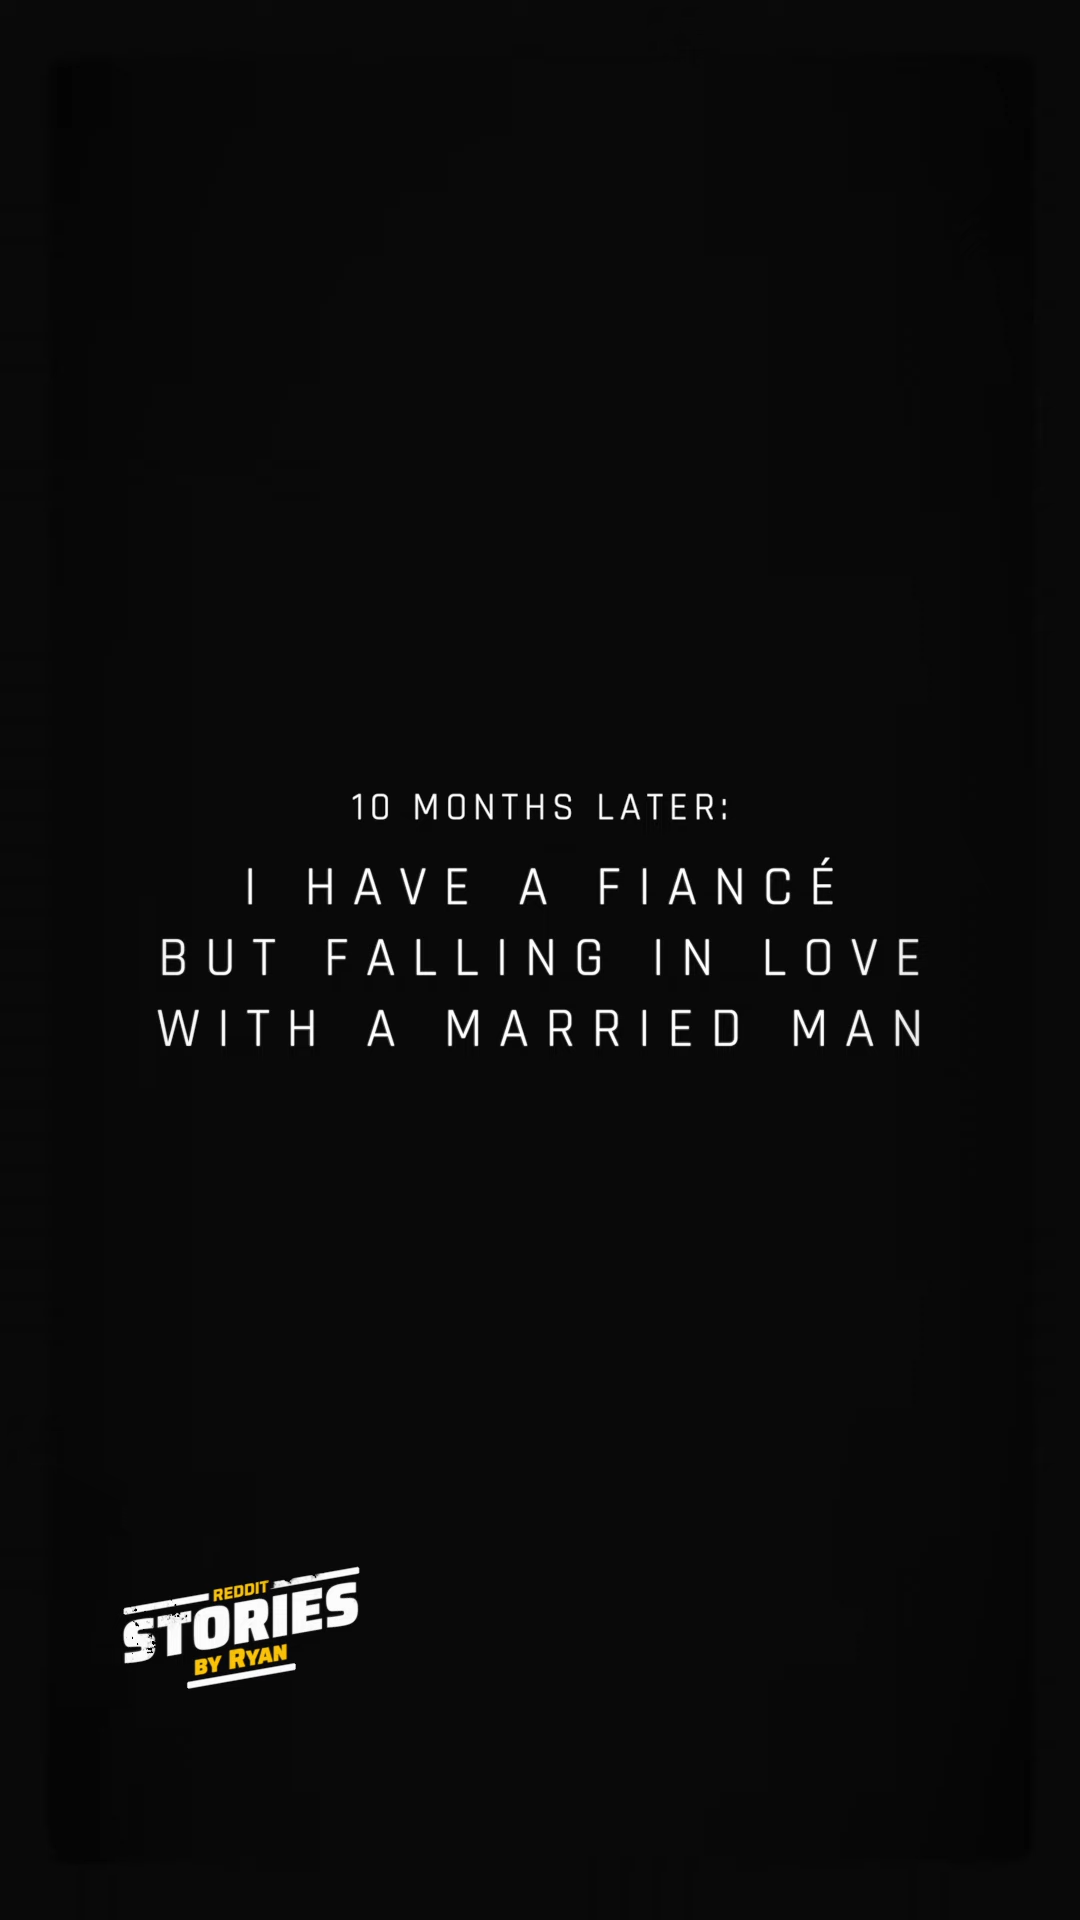 10 MONTHS LATER:
I HAVE A FIANCÉ
BUT FALLING IN LOVE
WITH A MARRIED MAN
REDDIT
STORIES
BY RYAN